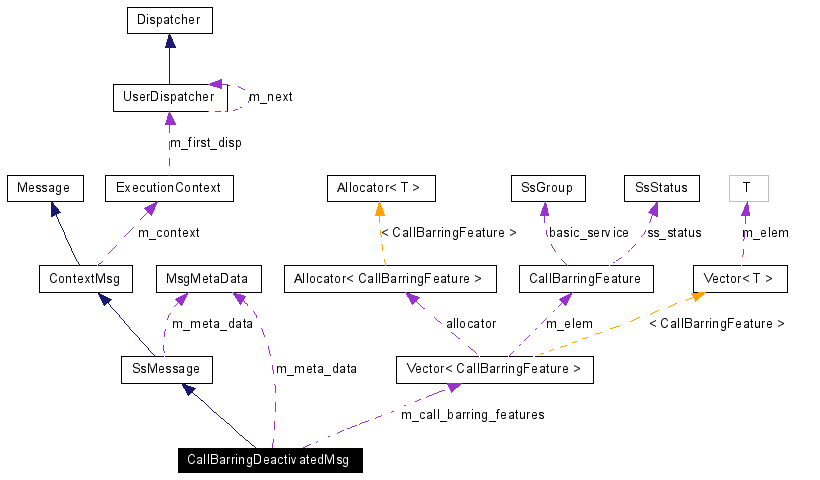 Dispatcher
UserDispatcher
m_next
m_first_disp
Message
ExecutionContext
Allocator< T >
SsGroup
SsStatus
T
m_context
< CallBarringFeature >
basic_service
ss_status
m_elem
ContextMsg
MsgMetaData
Allocator< CallBarringFeature >
CallBarringFeature
Vector< T >
m_meta_data
allocator
m_elem
< CallBarringFeature >
SsMessage
m_meta_data
Vector< CallBarringFeature >
m_call_barring_features
CallBarringDeactivatedMsg